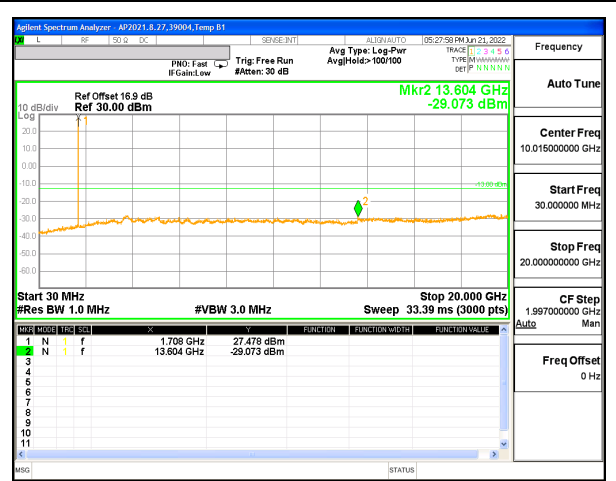 Agilent Spectrum Analyzer - AP2021.8.27,39004,Temp B1
LXI L RF 50 Ω DC SENSE:INT ALIGN AUTO 05:27:58 PM Jun 21, 2022
Avg Type: Log-Pwr TRACE 1 2 3 4 5 6
PNO: Fast Trig: Free Run Avg|Hold:>100/100 TYPE M W W W W W
IFGain:Low #Atten: 30 dB DET P N N N N N
Mkr2 13.604 GHz
-29.073 dBm
Ref Offset 16.9 dB
10 dB/div Ref 30.00 dBm
Log
1
20.0
10.0
0.00
-10.0
-20.0
2
-30.0
-40.0
-50.0
-60.0
Start 30 MHz Stop 20.000 GHz
#Res BW 1.0 MHz #VBW 3.0 MHz Sweep 33.39 ms (3000 pts)
MKR MODE TRC SCL X Y FUNCTION FUNCTION WIDTH FUNCTION VALUE
1 N 1 f 1.708 GHz 27.478 dBm
2 N 1 f 13.604 GHz -29.073 dBm
3
4
5
6
7
8
9
10
11
MSG STATUS
Frequency
Auto Tune
Center Freq
10.015000000 GHz
Start Freq
30.000000 MHz
Stop Freq
20.000000000 GHz
CF Step
1.997000000 GHz
Auto Man
Freq Offset
0 Hz